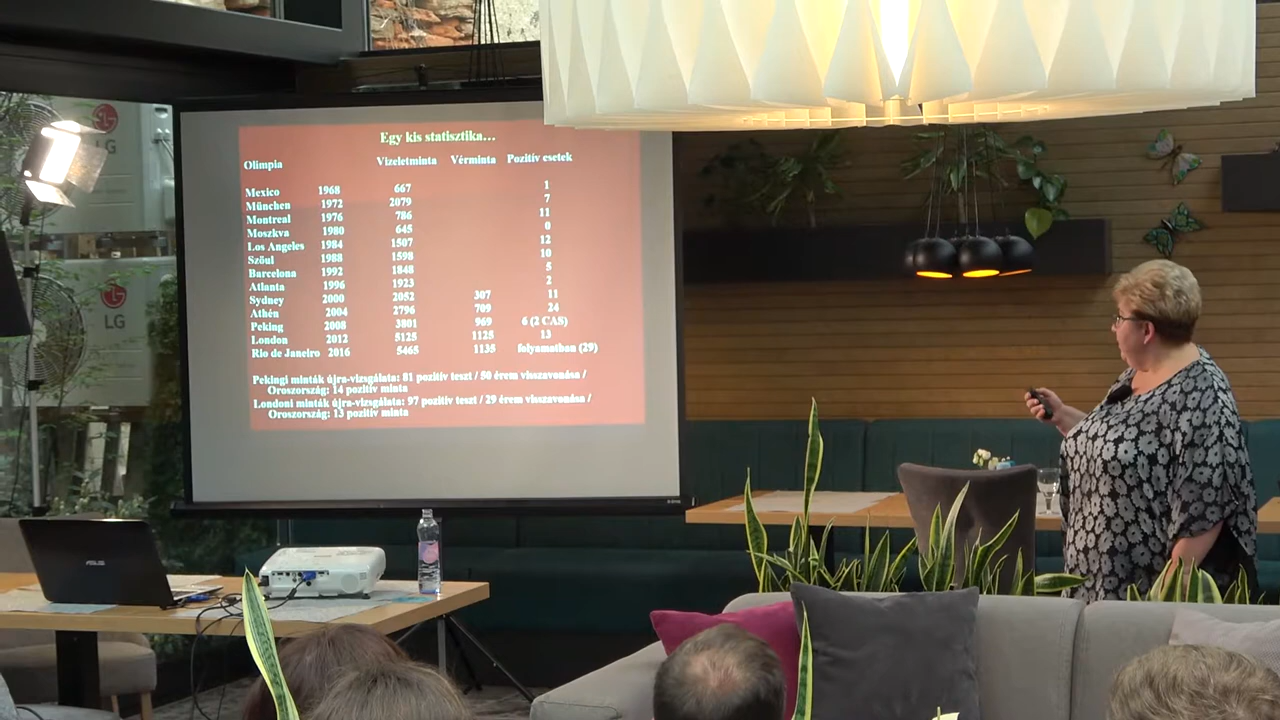 Egy kis statisztika...
Olimpia Vizeletminta Vérminta Pozitív esetek
Mexico 1968 667 1
München 1972 2079 7
Montreal 1976 786 11
Moszkva 1980 645 0
Los Angeles 1984 1507 12
Szöul 1988 1598 10
Barcelona 1992 1848 5
Atlanta 1996 1923 2
Sydney 2000 2052 307 11
Athén 2004 2796 709 24
Peking 2008 3801 969 6 (2 CAS)
London 2012 5125 1125 13
Rio de Janeiro 2016 5465 1135 folyamatban (29)
Pekingi minták újra-vizsgálata: 81 pozitív teszt / 50 érem visszavonása /
Oroszország: 14 pozitív minta
Londoni minták újra-vizsgálata: 97 pozitív teszt / 29 érem visszavonása /
Oroszország: 13 pozitív minta
LG
LG
ASUS